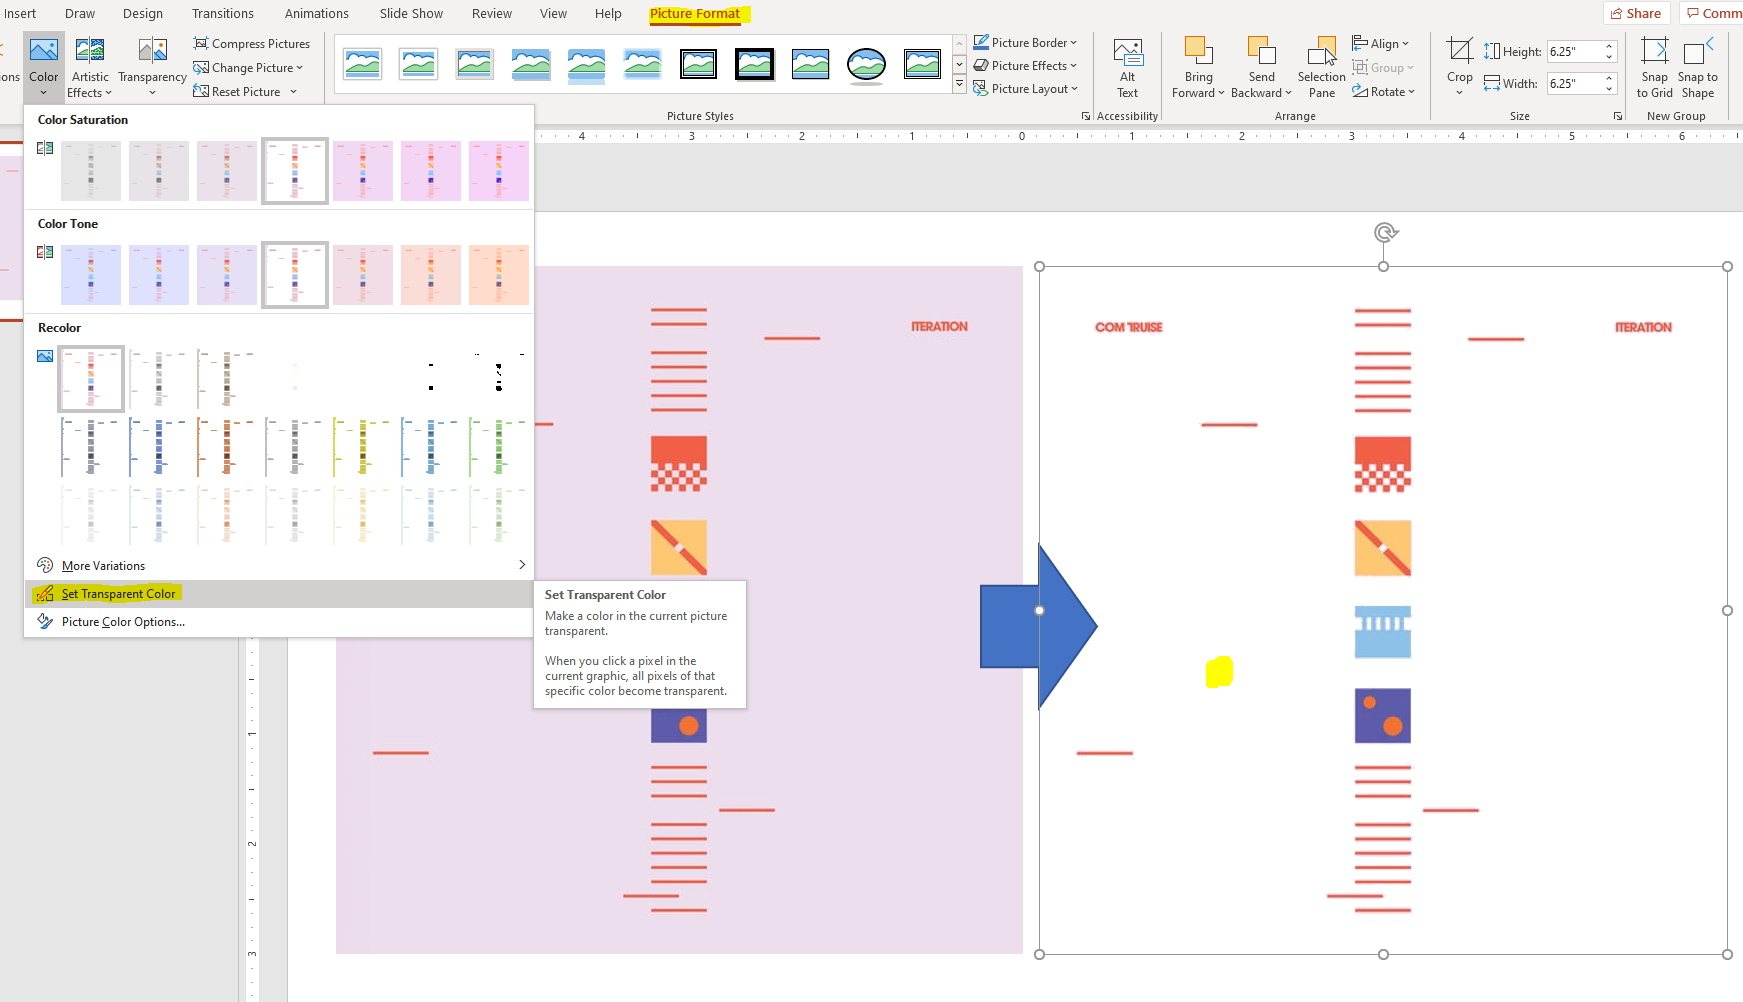 Insert Draw Design Transitions Animations Slide Show Review View Help Picture Format Share Comm
ions
Color
Artistic
Effects
Transparency
Compress Pictures
Change Picture
Reset Picture
Picture Border
Picture Effects
Picture Layout
Alt
Text
Bring
Forward
Send
Backward
Selection
Pane
Align
Group
Rotate
Crop
Height: 6.25"
Width: 6.25"
Snap
to Grid
Snap to
Shape
Picture Styles Accessibility Arrange Size New Group
4 3 2 1 0 1 2 3 4 5 6
Color Saturation
Color Tone
Recolor
More Variations
Set Transparent Color
Picture Color Options...
Set Transparent Color
Make a color in the current picture
transparent.
When you click a pixel in the
current graphic, all pixels of that
specific color become transparent.
1
2
3
ITERATION
COM TRUISE ITERATION